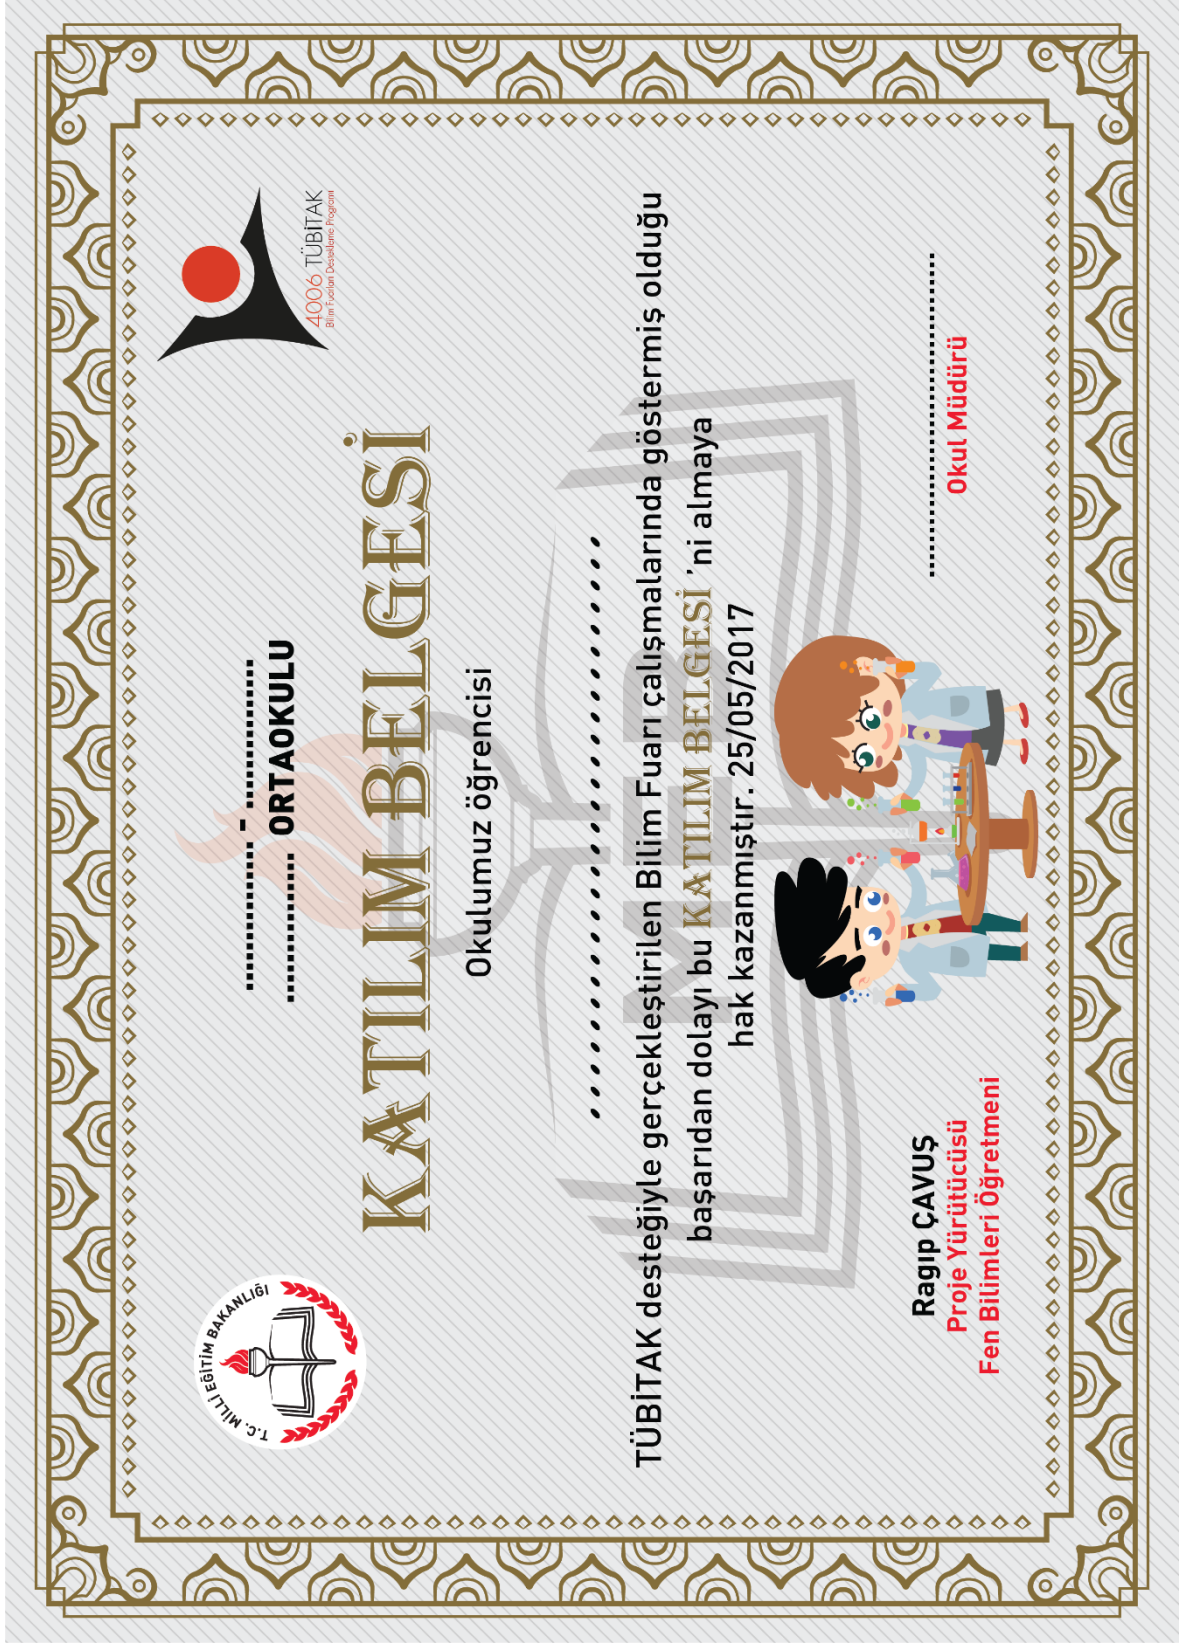 T.C. MİLLİ EĞİTİM BAKANLIĞI
4006 TÜBİTAK
Bilim Fuarları Destekleme Programı
.................... - ....................
.................... ORTAOKULU
KATILIM BELGESİ
Okulumuz öğrencisi
........................................
TÜBİTAK desteğiyle gerçekleştirilen Bilim Fuarı çalışmalarında göstermiş olduğu
başarıdan dolayı bu KATILIM BELGESİ 'ni almaya
hak kazanmıştır. 25/05/2017
MEB
Ragıp ÇAVUŞ
Proje Yürütücüsü
Fen Bilimleri Öğretmeni
........................................
Okul Müdürü